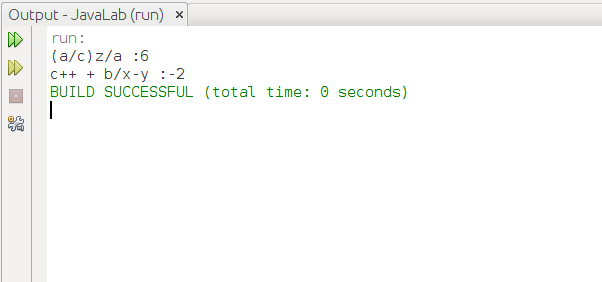 Output - JavaLab (run) ×
run:
(a/c)z/a :6
c++ + b/x-y :-2
BUILD SUCCESSFUL (total time: 0 seconds)